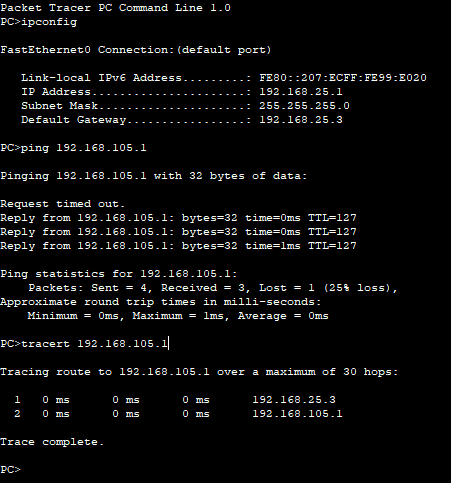 Packet Tracer PC Command Line 1.0
PC>ipconfig
FastEthernet0 Connection:(default port)
Link-local IPv6 Address.........: FE80::207:ECFF:FE99:E020
IP Address......................: 192.168.25.1
Subnet Mask.....................: 255.255.255.0
Default Gateway.................: 192.168.25.3
PC>ping 192.168.105.1
Pinging 192.168.105.1 with 32 bytes of data:
Request timed out.
Reply from 192.168.105.1: bytes=32 time=0ms TTL=127
Reply from 192.168.105.1: bytes=32 time=0ms TTL=127
Reply from 192.168.105.1: bytes=32 time=1ms TTL=127
Ping statistics for 192.168.105.1:
Packets: Sent = 4, Received = 3, Lost = 1 (25% loss),
Approximate round trip times in milli-seconds:
Minimum = 0ms, Maximum = 1ms, Average = 0ms
PC>tracert 192.168.105.1
Tracing route to 192.168.105.1 over a maximum of 30 hops:
1 0 ms 0 ms 0 ms 192.168.25.3
2 0 ms 0 ms 0 ms 192.168.105.1
Trace complete.
PC>